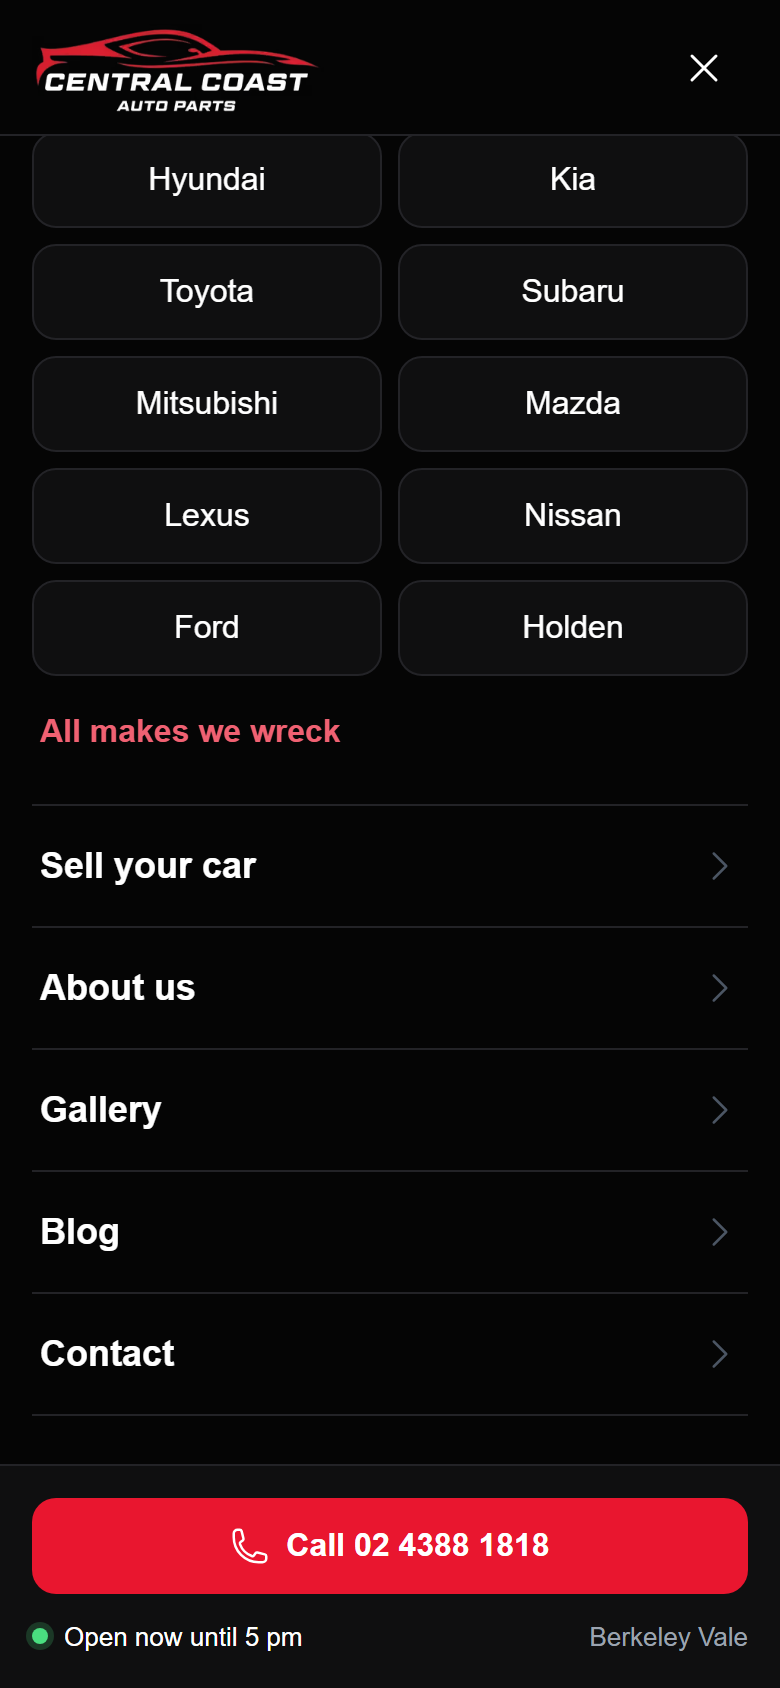 CENTRAL COAST
AUTO PARTS
Hyundai
Kia
Toyota
Subaru
Mitsubishi
Mazda
Lexus
Nissan
Ford
Holden
All makes we wreck
Sell your car
About us
Gallery
Blog
Contact
Call 02 4388 1818
Open now until 5 pm
Berkeley Vale